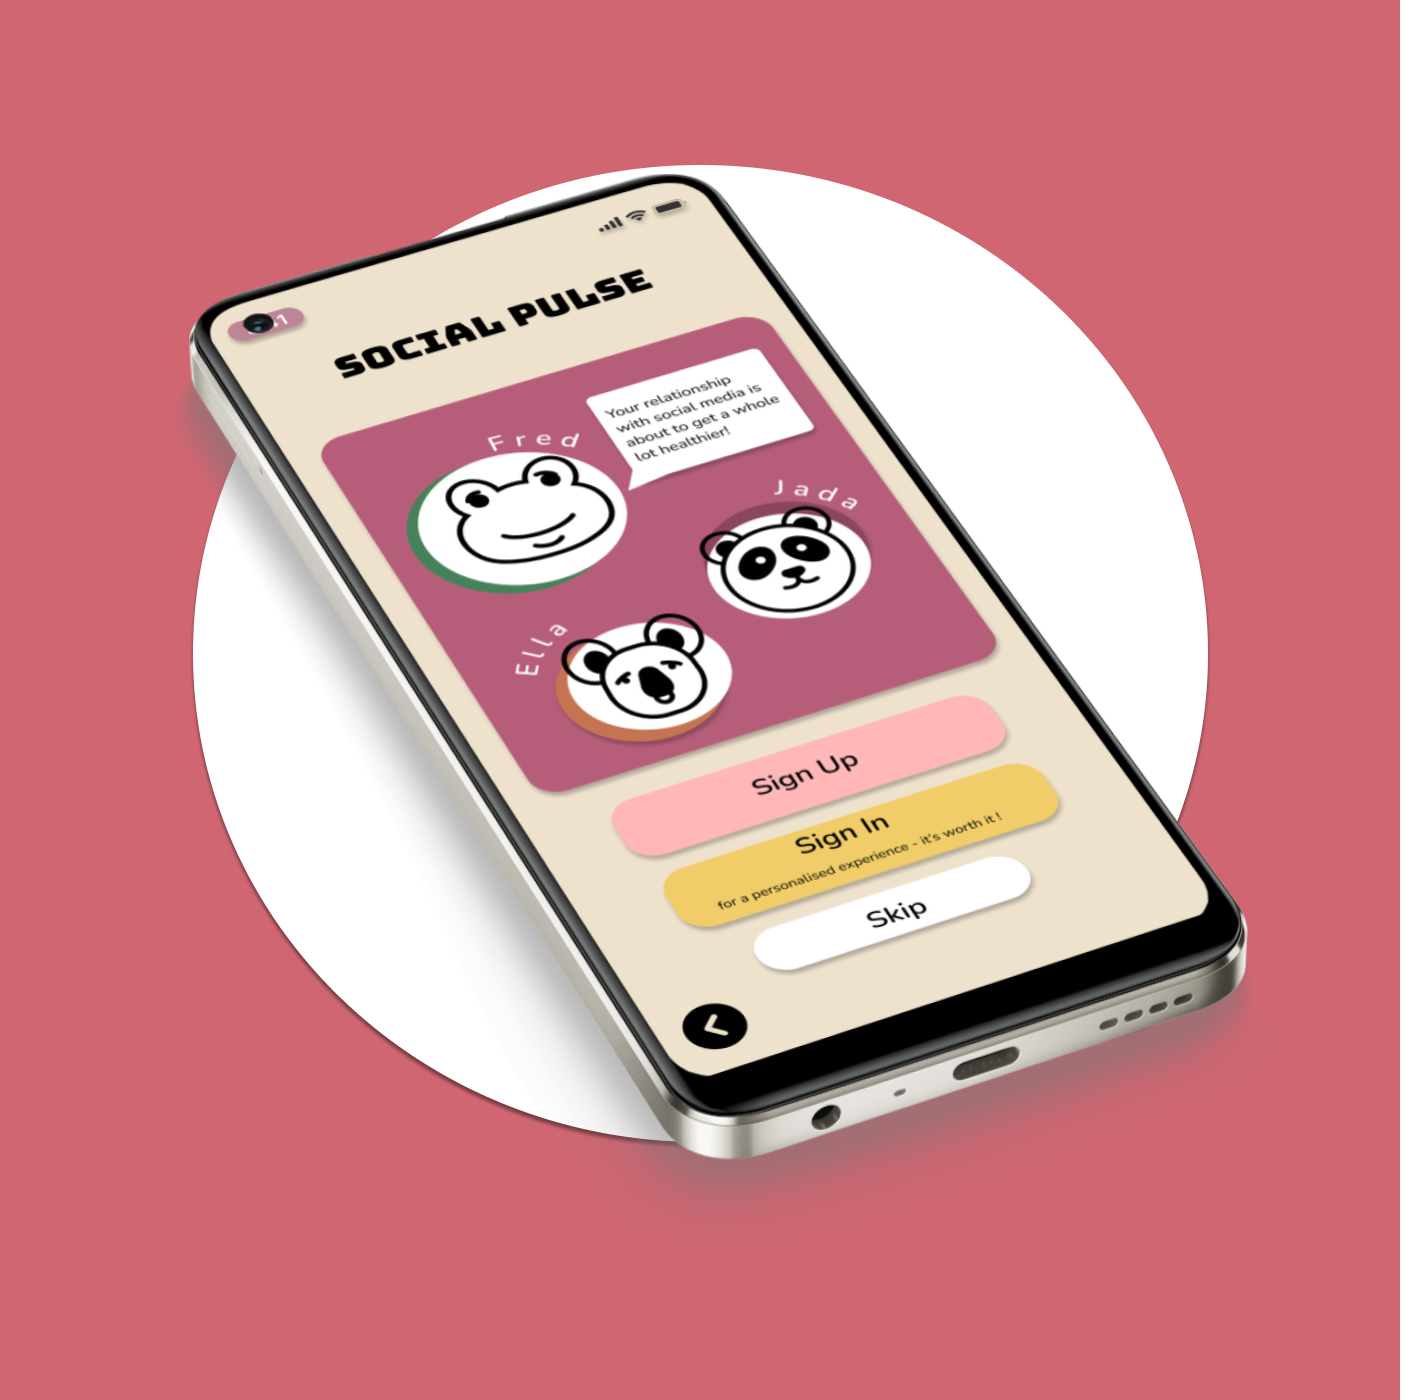 SOCIAL PULSE
Your relationship
with social media is
about to get a whole
lot healthier!
Fred
Jada
Ella
Sign Up
Sign In
for a personalised experience - it's worth it !
Skip